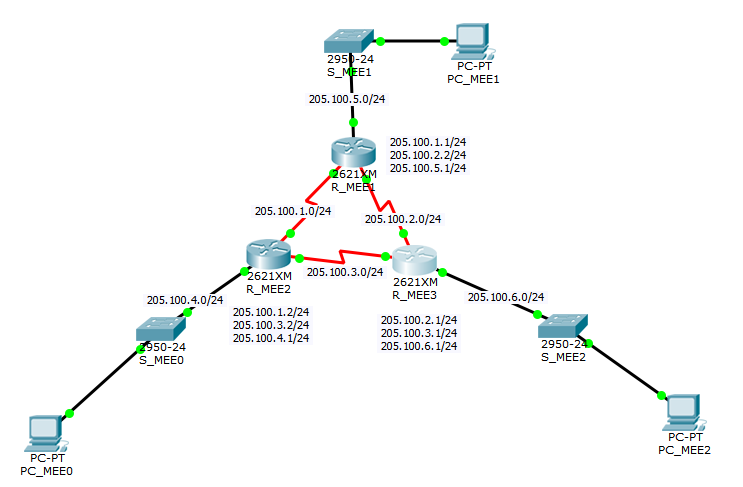 2950-24
S_MEE1
PC-PT
PC_MEE1
205.100.5.0/24
205.100.1.1/24
205.100.2.2/24
205.100.5.1/24
2621XM
R_MEE1
205.100.1.0/24
205.100.2.0/24
2621XM
R_MEE2
205.100.3.0/24
2621XM
R_MEE3
205.100.4.0/24
205.100.6.0/24
205.100.1.2/24
205.100.3.2/24
205.100.4.1/24
205.100.2.1/24
205.100.3.1/24
205.100.6.1/24
2950-24
S_MEE0
2950-24
S_MEE2
PC-PT
PC_MEE2
PC-PT
PC_MEE0